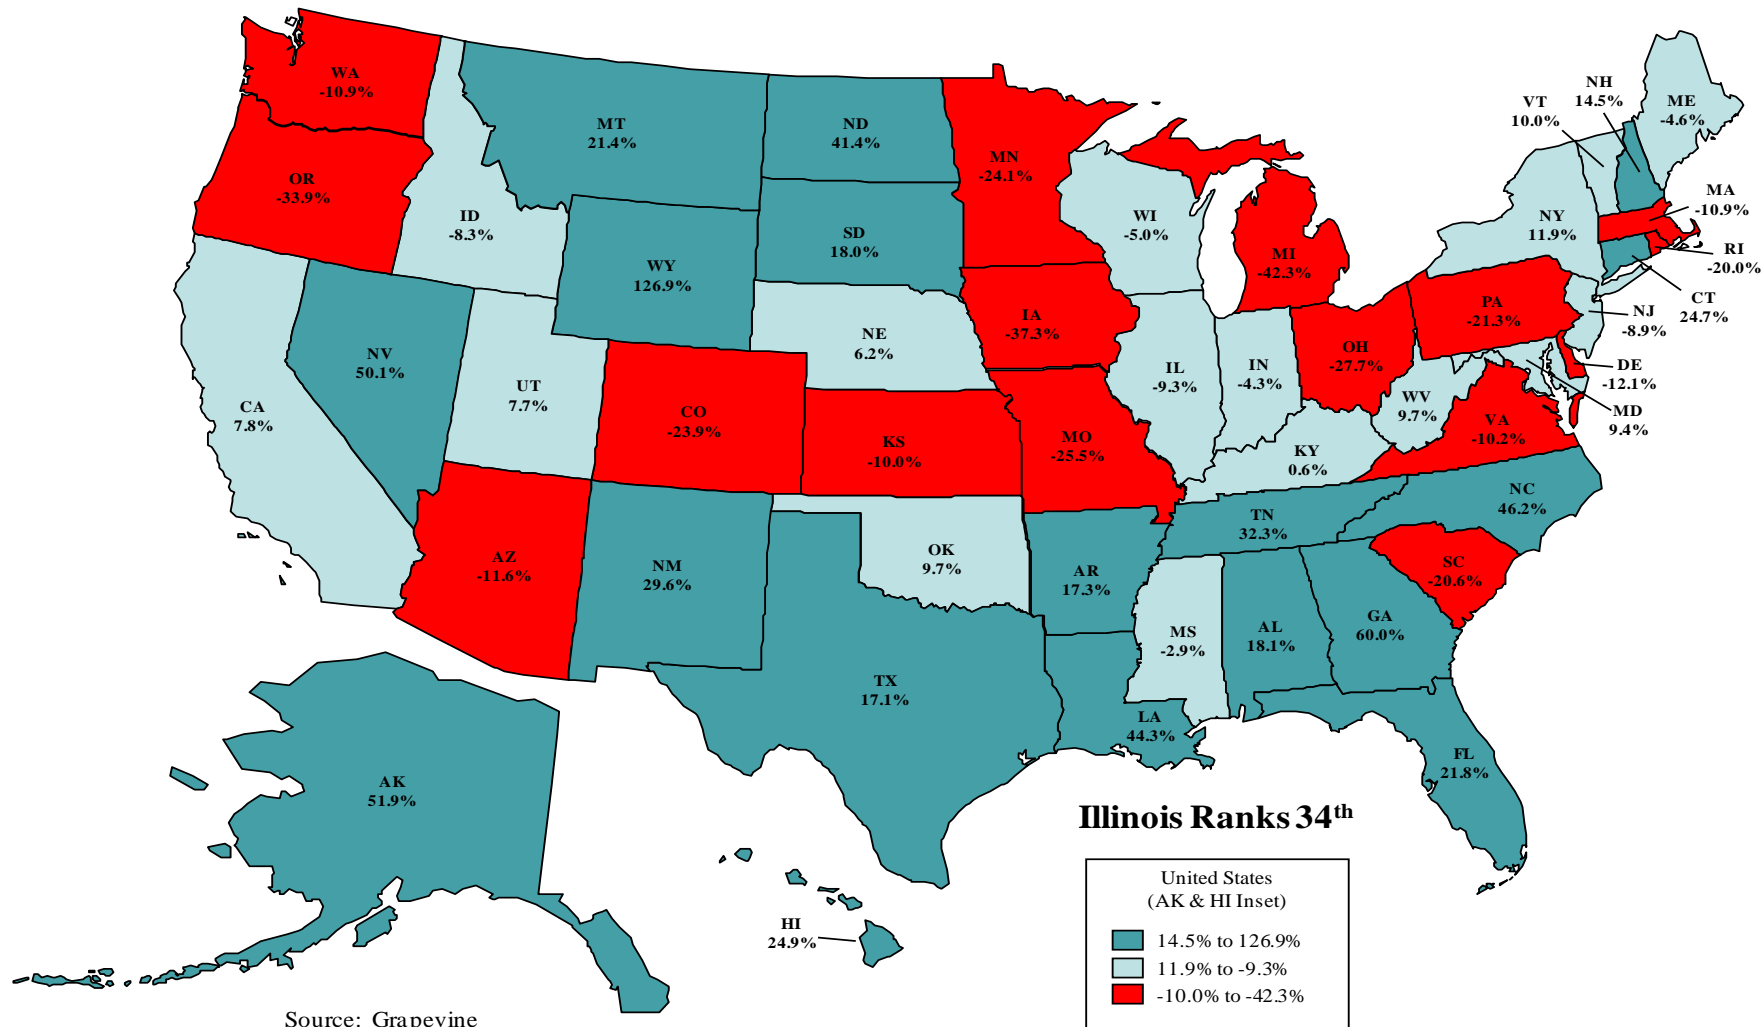 WA
-10.9%
MT
21.4%
ND
41.4%
MN
-24.1%
VT
10.0%
NH
14.5%
ME
-4.6%
OR
-33.9%
ID
-8.3%
WY
126.9%
SD
18.0%
WI
-5.0%
MI
-42.3%
NY
11.9%
MA
-10.9%
RI
-20.0%
CT
24.7%
NJ
-8.9%
PA
-21.3%
DE
-12.1%
MD
9.4%
CA
7.8%
NV
50.1%
UT
7.7%
CO
-23.9%
NE
6.2%
KS
-10.0%
IA
-37.3%
MO
-25.5%
IL
-9.3%
IN
-4.3%
OH
-27.7%
WV
9.7%
VA
-10.2%
KY
0.6%
NC
46.2%
TN
32.3%
SC
-20.6%
AZ
-11.6%
NM
29.6%
OK
9.7%
AR
17.3%
MS
-2.9%
AL
18.1%
GA
60.0%
TX
17.1%
LA
44.3%
FL
21.8%
AK
51.9%
HI
24.9%
Illinois Ranks 34th
United States
(AK & HI Inset)
14.5% to 126.9%
11.9% to -9.3%
-10.0% to -42.3%
Source: Grapevine